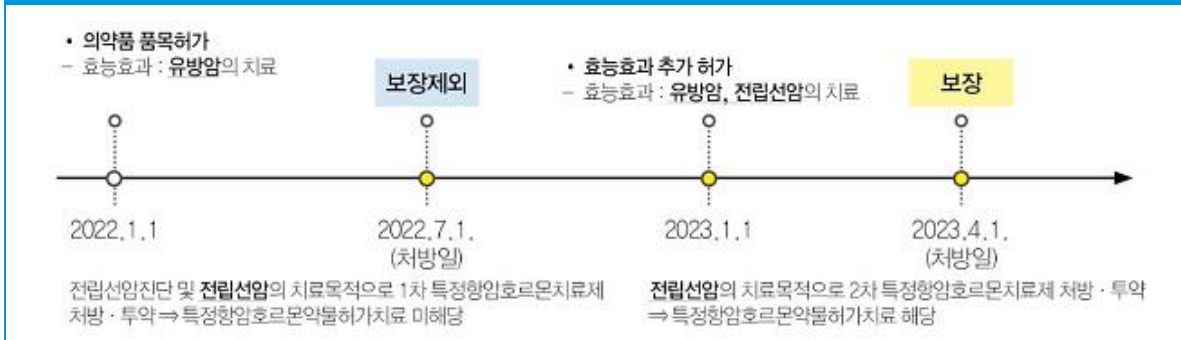 • 의약품 품목허가
– 효능효과 : 유방암의 치료
보장제외
• 효능효과 추가 허가
– 효능효과 : 유방암, 전립선암의 치료
보장
2022.1.1
2022.7.1.
(처방일)
2023.1.1
2023.4.1.
(처방일)
전립선암진단 및 전립선암의 치료목적으로 1차 특정항암호르몬치료제
처방 · 투약 ⇒ 특정항암호르몬약물허가치료 미해당
전립선암의 치료목적으로 2차 특정항암호르몬치료제 처방 · 투약
⇒ 특정항암호르몬약물허가치료 해당